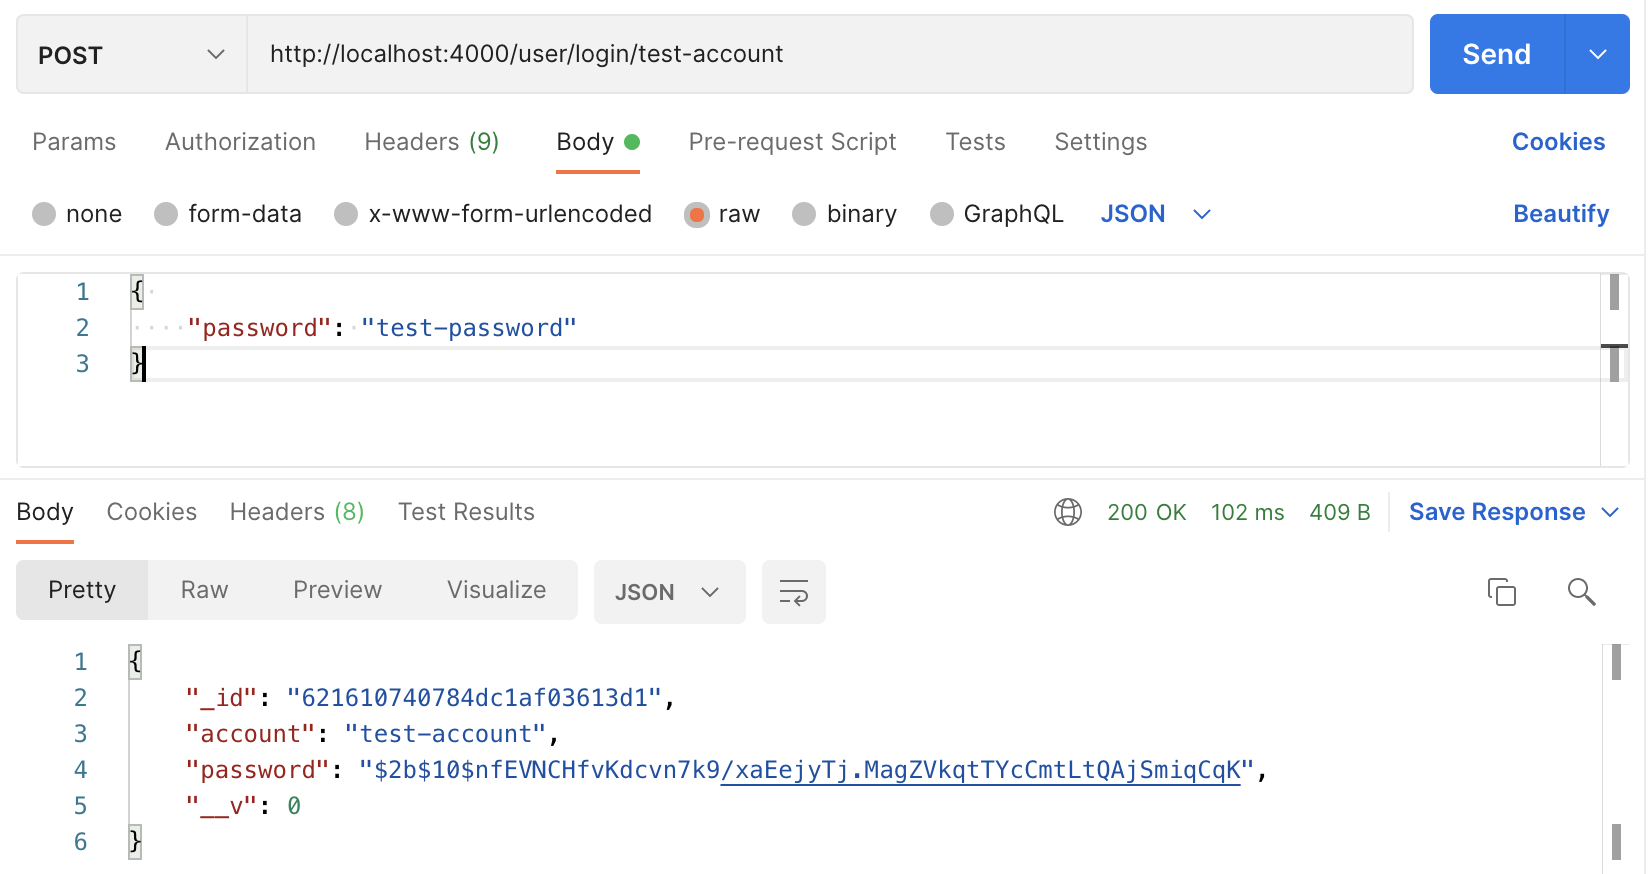 POST http://localhost:4000/user/login/test-account Send
Params Authorization Headers (9) Body Pre-request Script Tests Settings Cookies
none form-data x-www-form-urlencoded raw binary GraphQL JSON Beautify
1 {
2 "password": "test-password"
3 }
Body Cookies Headers (8) Test Results 200 OK 102 ms 409 B Save Response
Pretty Raw Preview Visualize JSON
1 {
2 "_id": "621610740784dc1af03613d1",
3 "account": "test-account",
4 "password": "$2b$10$nfEVNCHfvKdcvn7k9/xaEejyTj.MagZVkqtTYcCmtLtQAjSmiqCqK",
5 "__v": 0
6 }